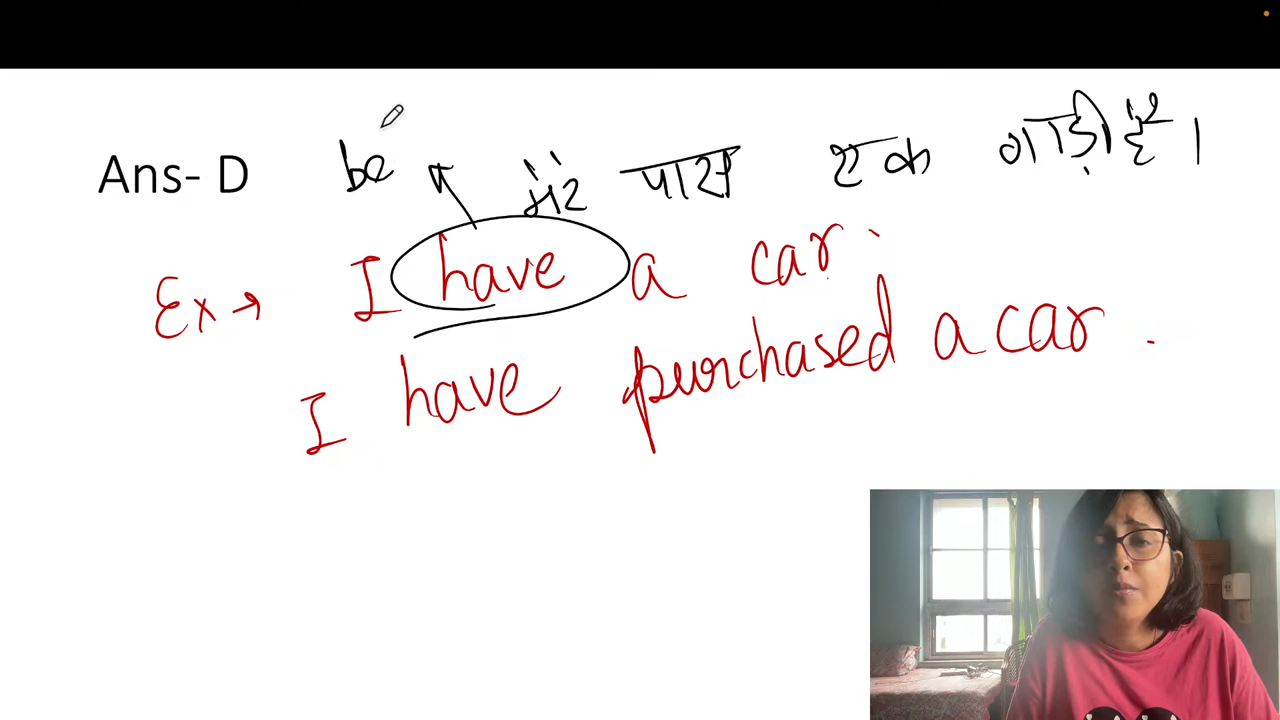 Ans- D be मेरे पास एक गाड़ी है।
Ex → I have a car.
I have purchased a car.